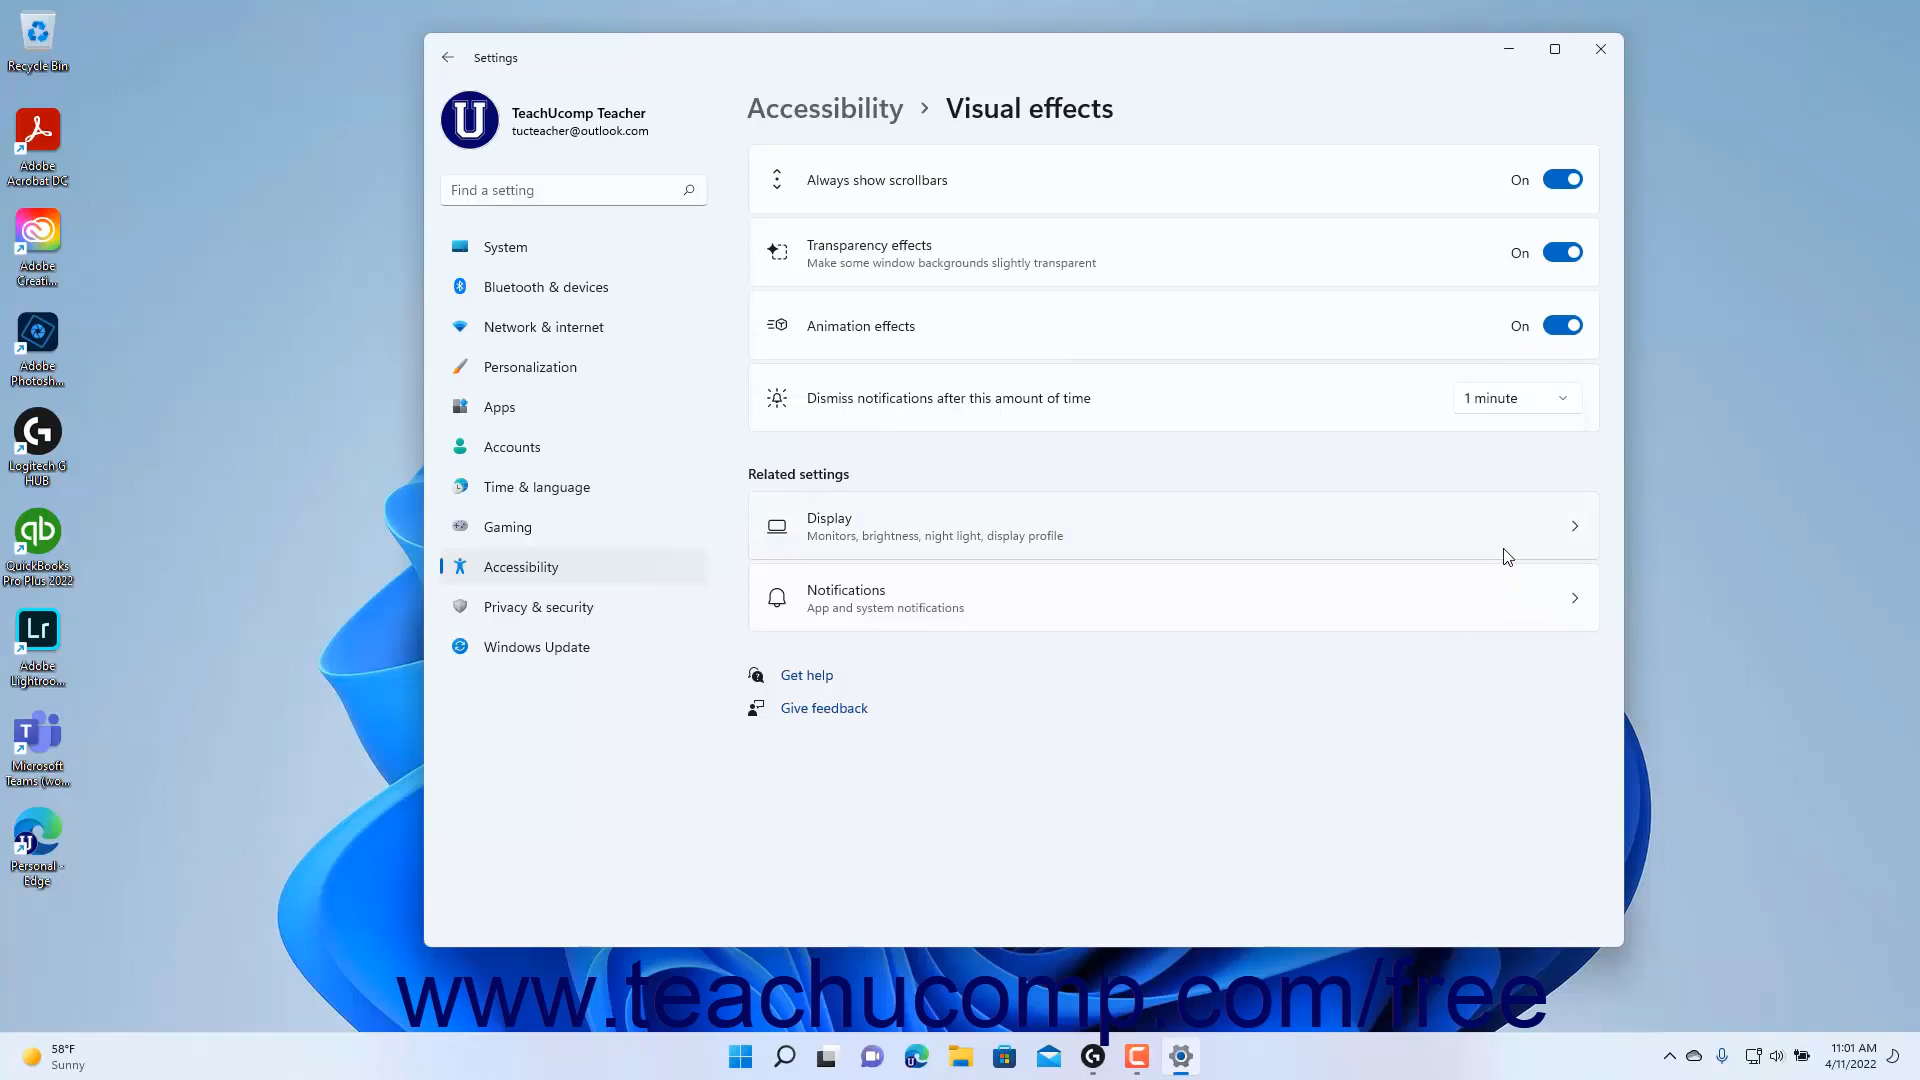 Recycle Bin
Adobe
Acrobat DC
Adobe
Creati...
Adobe
Photosh...
Logitech G
HUB
QuickBooks
Pro Plus 2022
Lr
Adobe
Lightroo...
Microsoft
Teams (wo...
Personal -
Edge
Settings
TeachUcomp Teacher
tucteacher@outlook.com
Find a setting
System
Bluetooth & devices
Network & internet
Personalization
Apps
Accounts
Time & language
Gaming
Accessibility
Privacy & security
Windows Update
Accessibility > Visual effects
Always show scrollbars On
Transparency effects
Make some window backgrounds slightly transparent
On
Animation effects On
Dismiss notifications after this amount of time 1 minute
Related settings
Display
Monitors, brightness, night light, display profile
Notifications
App and system notifications
Get help
Give feedback
www.teachucomp.com/free
58°F
Sunny
11:01 AM
4/11/2022